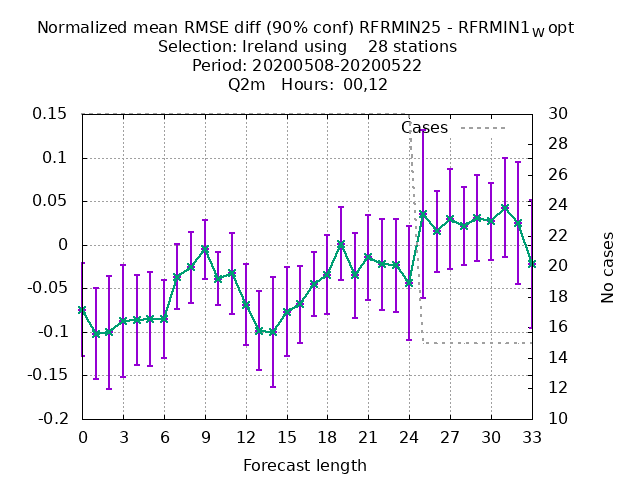 Normalized mean RMSE diff (90% conf) RFRMIN25 - RFRMIN1w opt
Selection: Ireland using 28 stations
Period: 20200508-20200522
Q2m Hours: 00,12
Cases
0.15
0.1
0.05
0
-0.05
-0.1
-0.15
-0.2
30
28
26
24
22
20
18
16
14
12
10
No cases
0 3 6 9 12 15 18 21 24 27 30 33
Forecast length